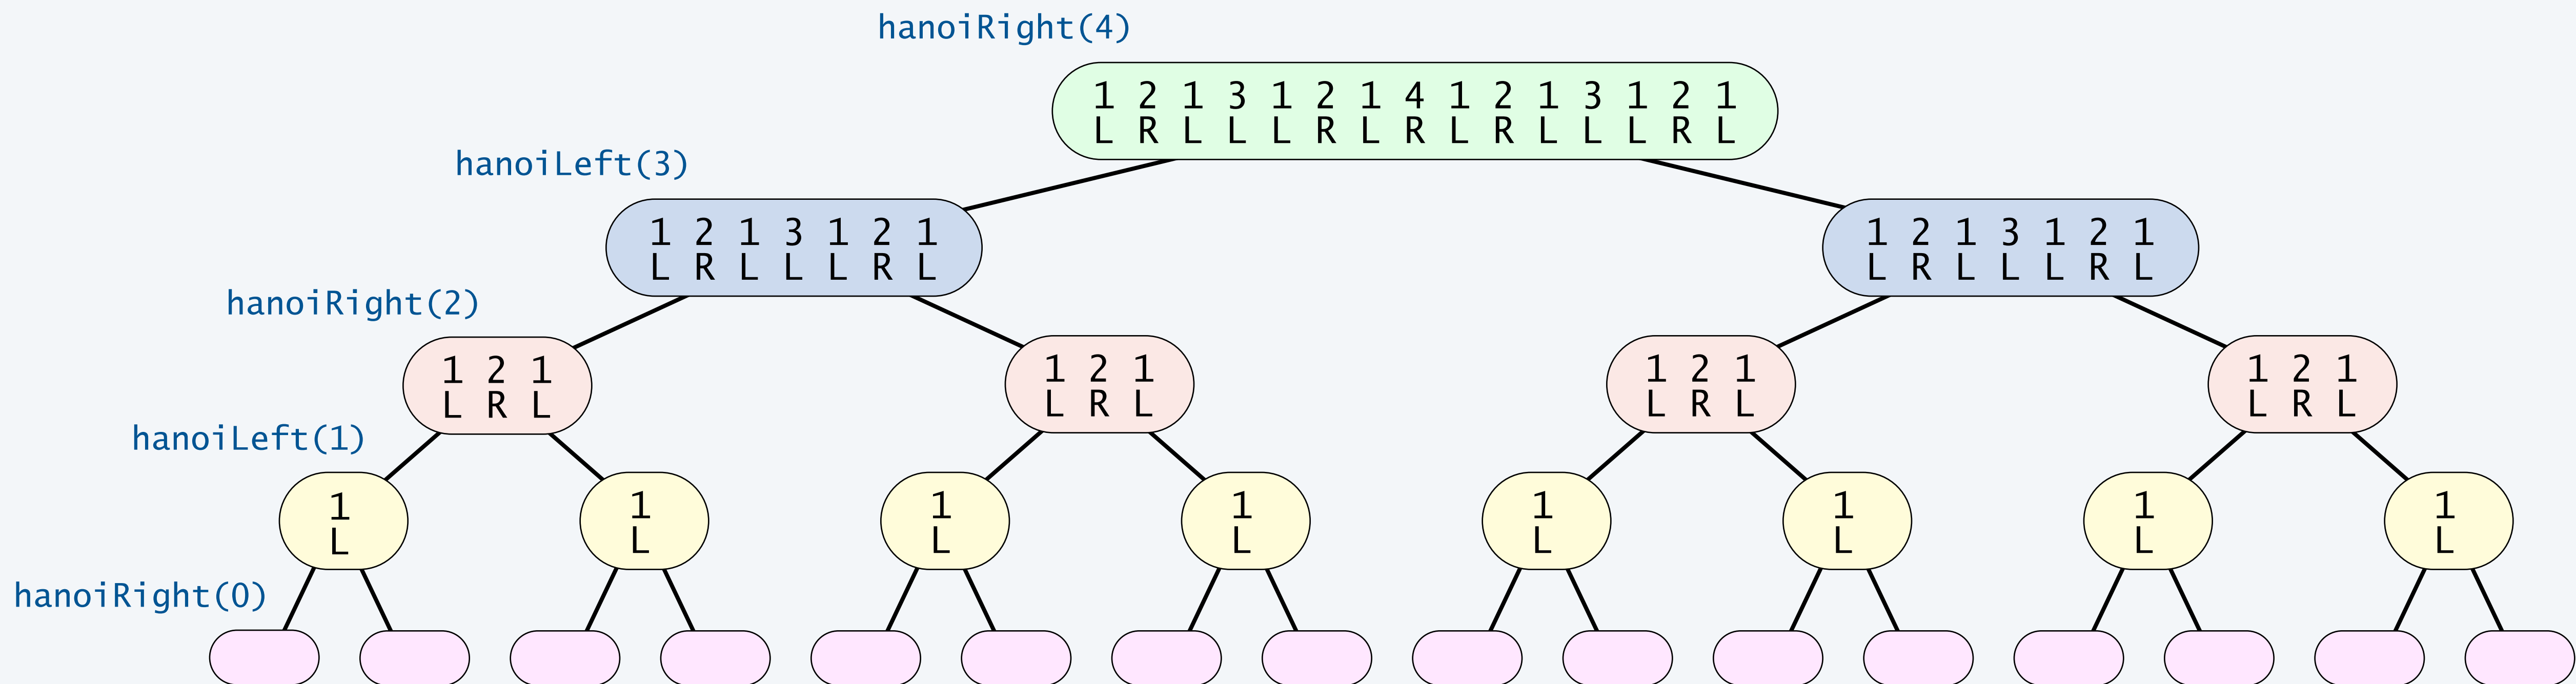 hanoiRight(4)
1 2 1 3 1 2 1 4 1 2 1 3 1 2 1
L R L L L R L R L R L L L R L
hanoiLeft(3)
1 2 1 3 1 2 1
L R L L L R L
1 2 1 3 1 2 1
L R L L L R L
hanoiRight(2)
1 2 1
L R L
1 2 1
L R L
1 2 1
L R L
1 2 1
L R L
hanoiLeft(1)
1
L
1
L
1
L
1
L
1
L
1
L
1
L
1
L
hanoiRight(0)